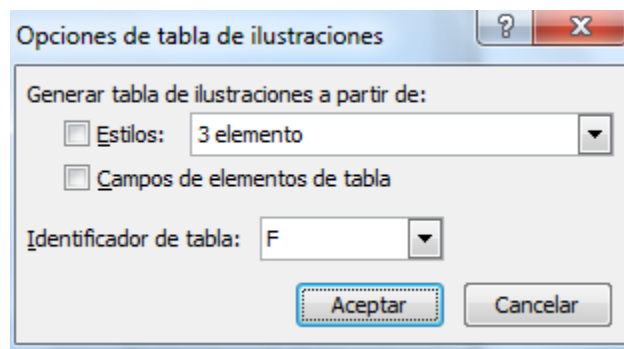 Opciones de tabla de ilustraciones
Generar tabla de ilustraciones a partir de:
Estilos: 3 elemento
Campos de elementos de tabla
Identificador de tabla: F
Aceptar Cancelar